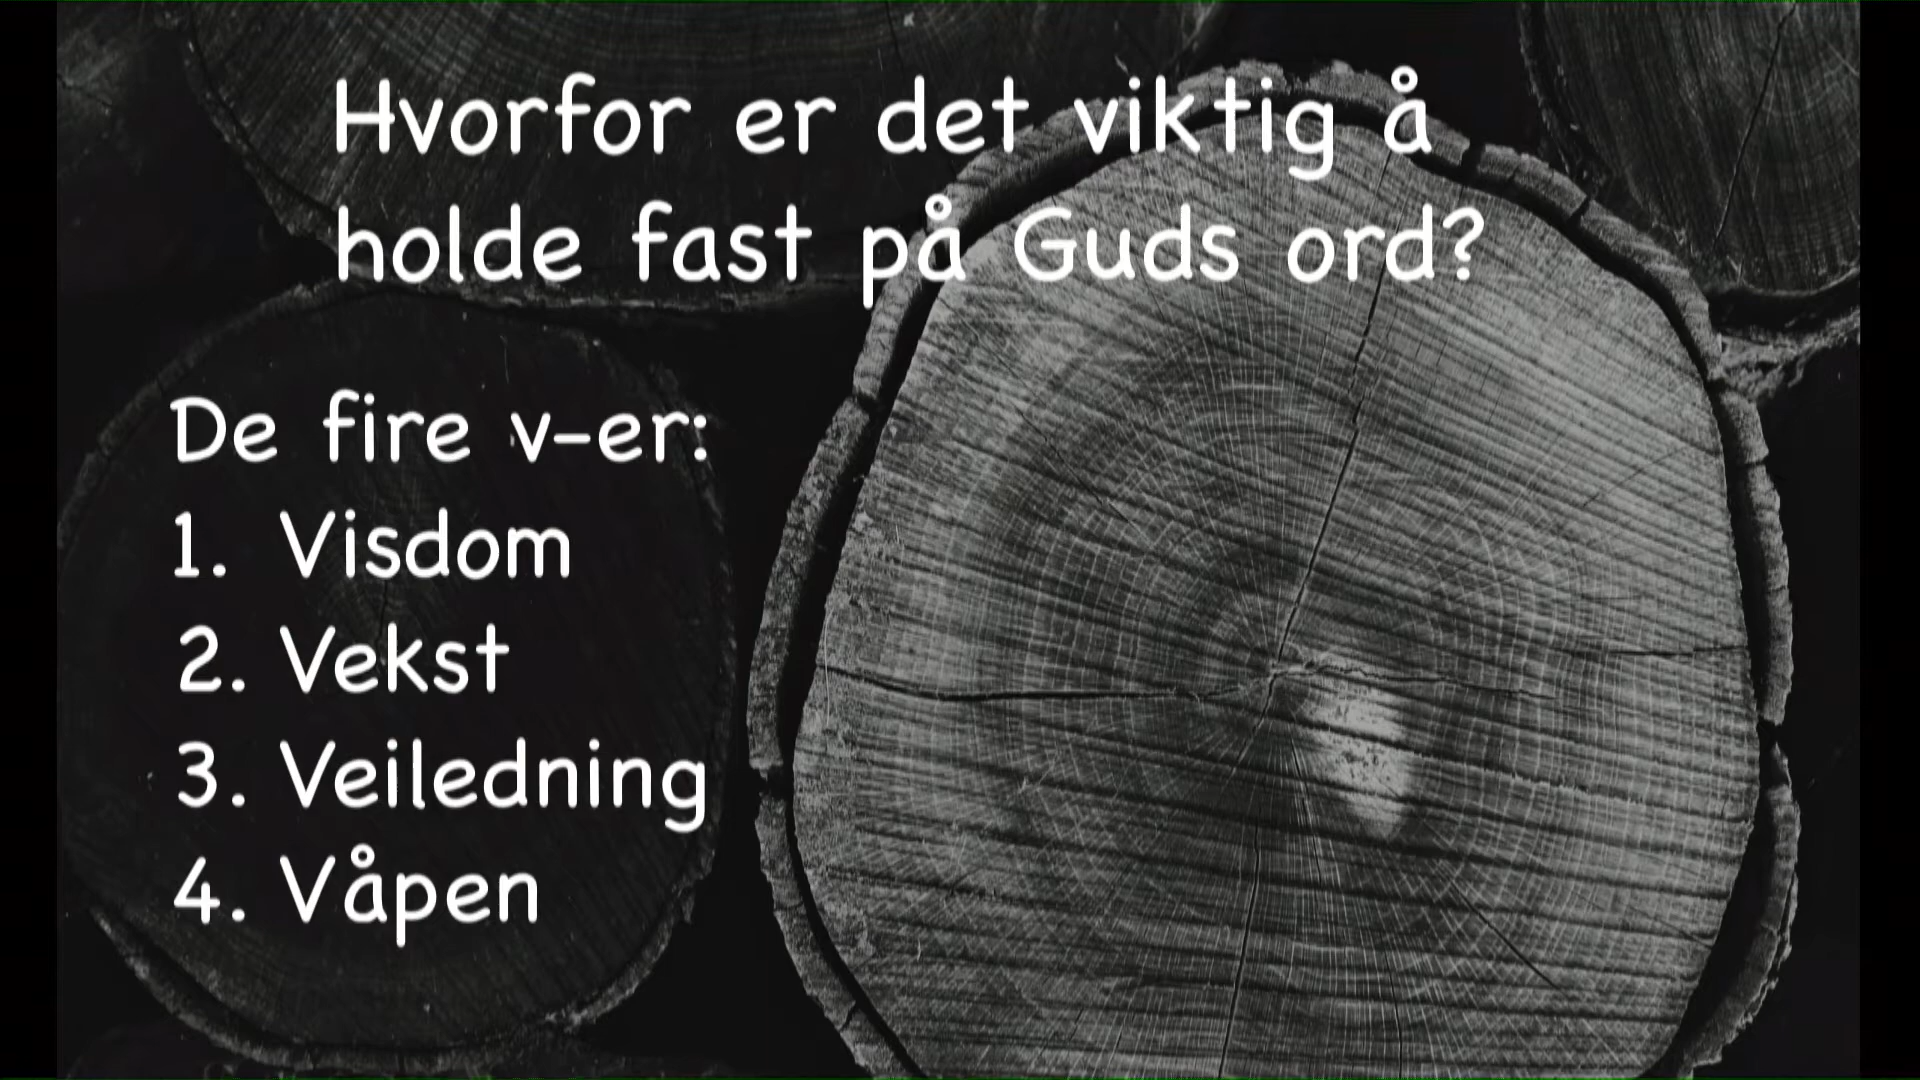 Hvorfor er det viktig å
holde fast på Guds ord?
De fire v-er:
1. Visdom
2. Vekst
3. Veiledning
4. Våpen